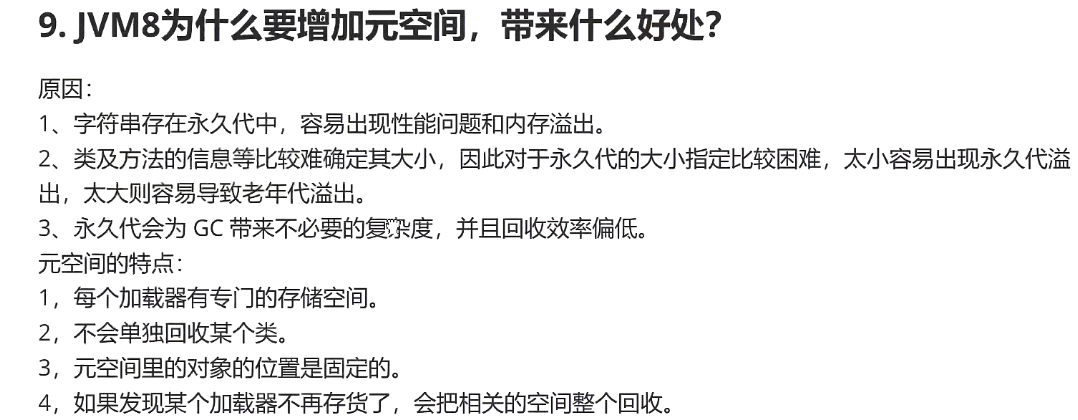 9. JVM8为什么要增加元空间，带来什么好处？
原因：
1、字符串存在永久代中，容易出现性能问题和内存溢出。
2、类及方法的信息等比较难确定其大小，因此对于永久代的大小指定比较困难，太小容易出现永久代溢
出，太大则容易导致老年代溢出。
3、永久代会为 GC 带来不必要的复杂度，并且回收效率偏低。
元空间的特点：
1，每个加载器有专门的存储空间。
2，不会单独回收某个类。
3，元空间里的对象的位置是固定的。
4，如果发现某个加载器不再存货了，会把相关的空间整个回收。